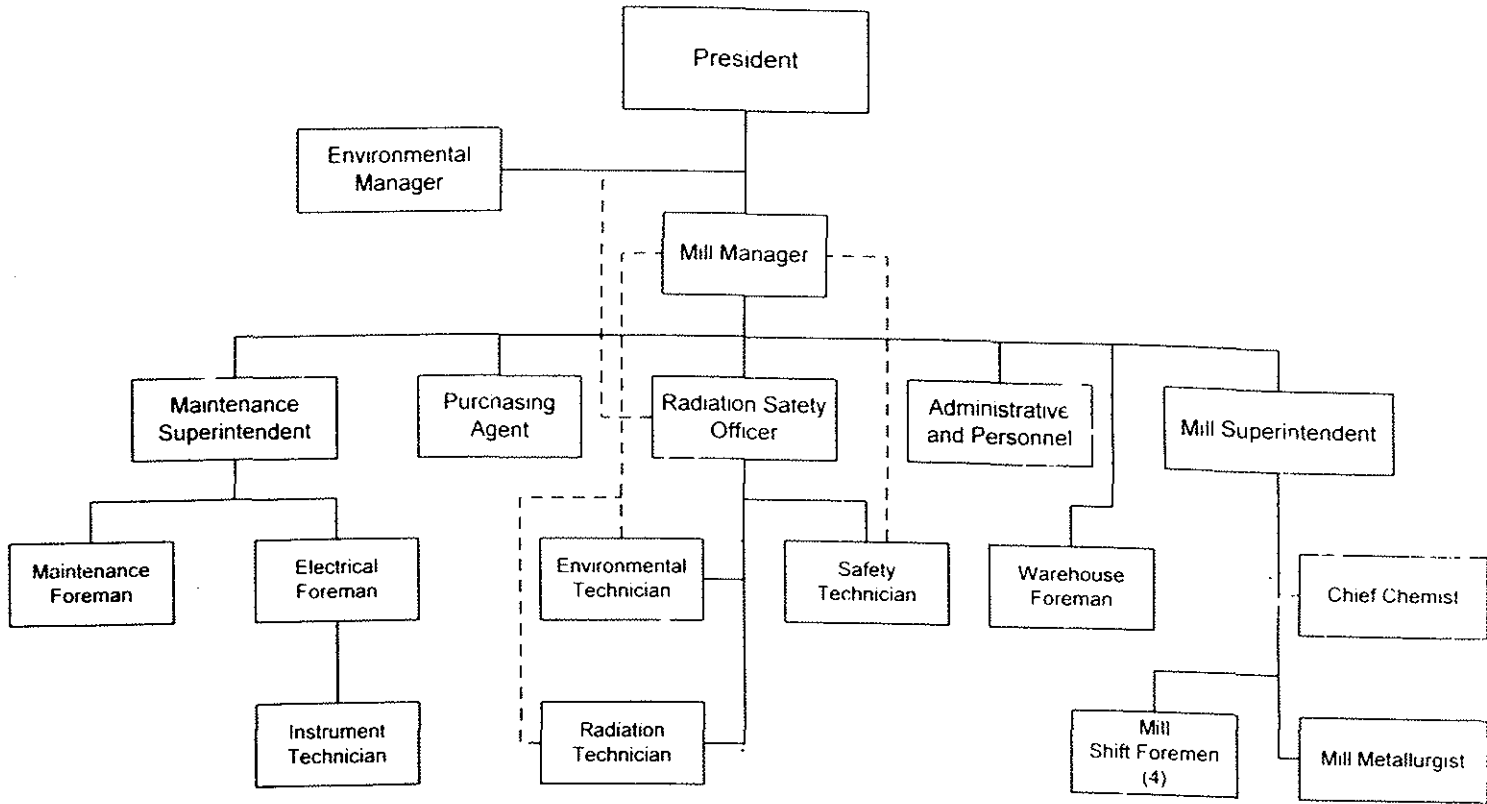 President
Environmental
Manager
Mill Manager
Maintenance
Superintendent
Purchasing
Agent
Radiation Safety
Officer
Administrative
and Personnel
Mill Superintendent
Maintenance
Foreman
Electrical
Foreman
Environmental
Technician
Safety
Technician
Warehouse
Foreman
Chief Chemist
Instrument
Technician
Radiation
Technician
Mill
Shift Foremen
(4)
Mill Metallurgist